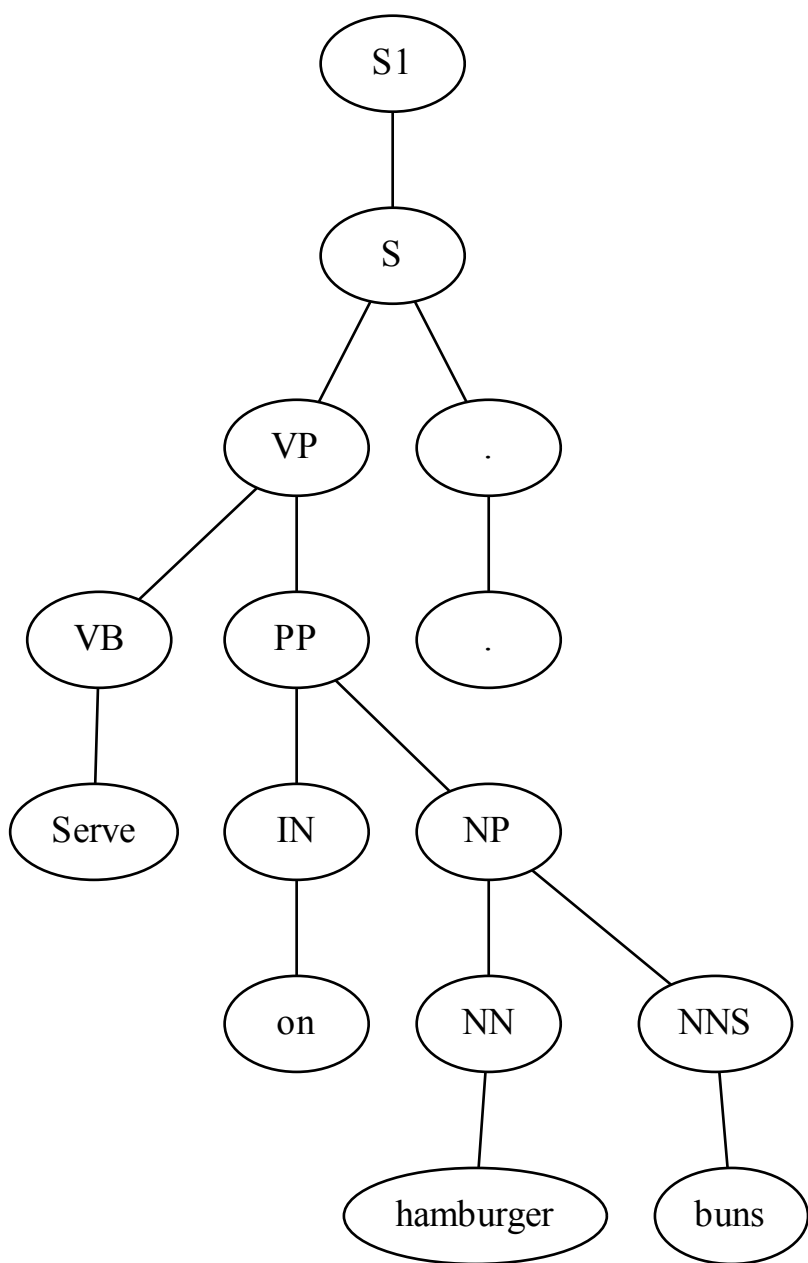 S1
S
VP .
VB PP .
Serve IN NP
on NN NNS
hamburger buns